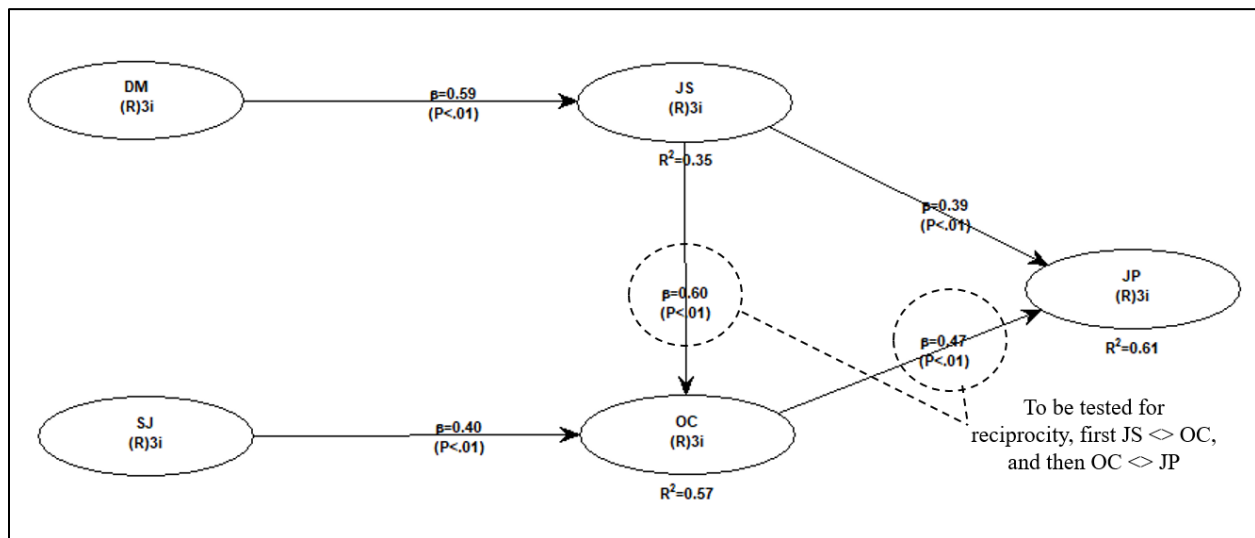 DM
(R)3i
β=0.59
(P<.01)
JS
(R)3i
R²=0.35
β=0.39
(P<.01)
β=0.60
(P<.01)
JP
(R)3i
R²=0.61
β=0.47
(P<.01)
SJ
(R)3i
β=0.40
(P<.01)
OC
(R)3i
R²=0.57
To be tested for
reciprocity, first JS <> OC,
and then OC <> JP